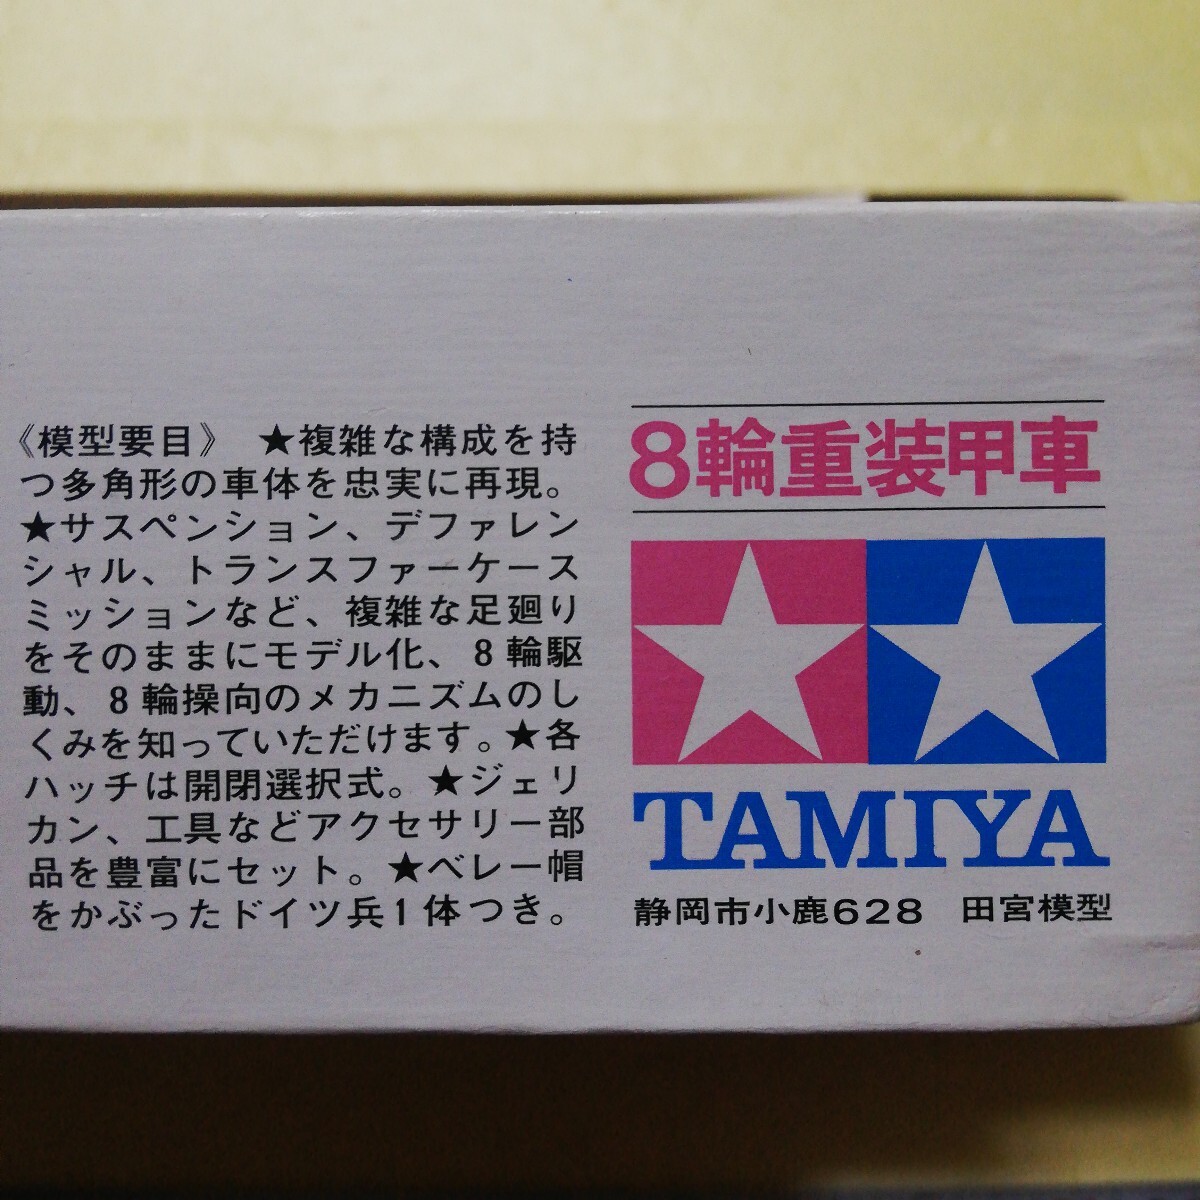 《模型要目》 ★複雑な構成を持
つ多角形の車体を忠実に再現。
★サスペンション、デファレン
シャル、トランスファーケース
ミッションなど、複雑な足廻り
をそのままにモデル化、8輪駆
動、8輪操向のメカニズムのし
くみを知っていただけます。★各
ハッチは開閉選択式。★ジェリ
カン、工具などアクセサリー部
品を豊富にセット。★ベレー帽
をかぶったドイツ兵1体つき。
8輪重装甲車
TAMIYA
静岡市小鹿628 田宮模型